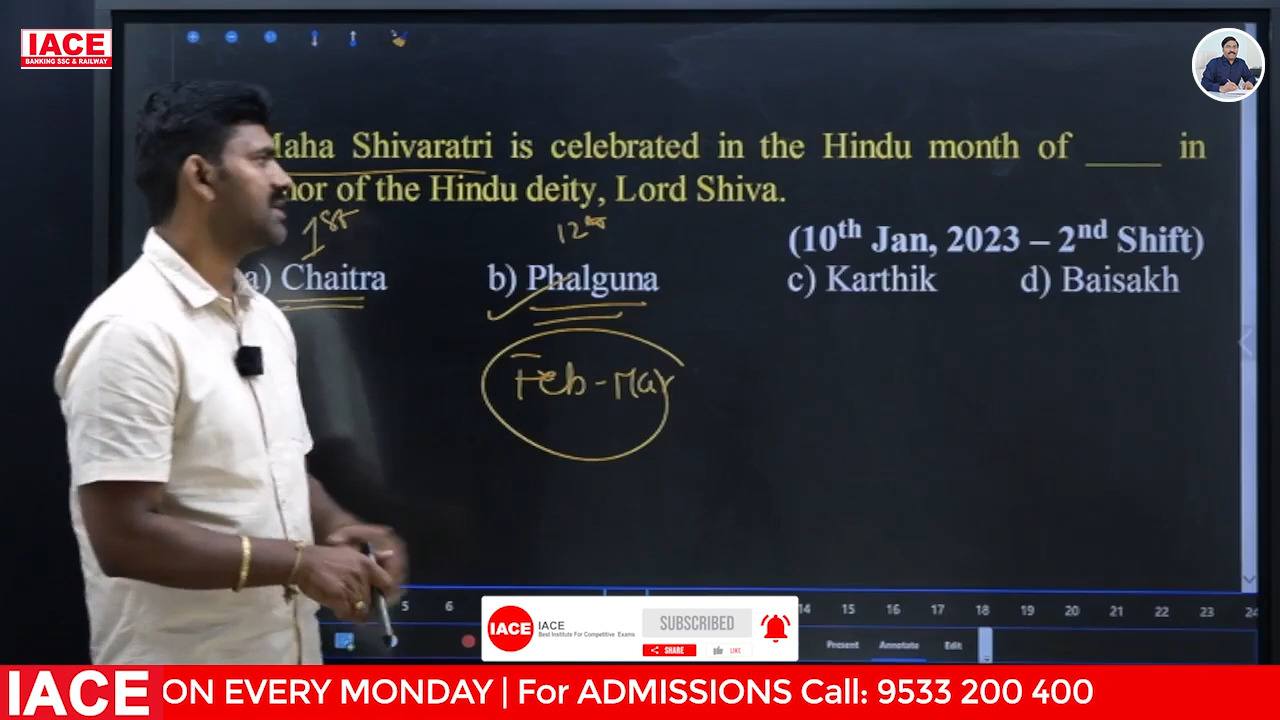 IACE
BANKING SSC & RAILWAY
Maha Shivaratri is celebrated in the Hindu month of _____ in
nor of the Hindu deity, Lord Shiva.
1st
12th
(10th Jan, 2023 – 2nd Shift)
a) Chaitra b) Phalguna c) Karthik d) Baisakh
Feb-Mar
5 6 14 15 16 17 18 19 20 21 22 23 24
IACE IACE SUBSCRIBED
Best Institute For Competitive Exams
SHARE LIKE
Present Annotate Edit
IACE ON EVERY MONDAY | For ADMISSIONS Call: 9533 200 400